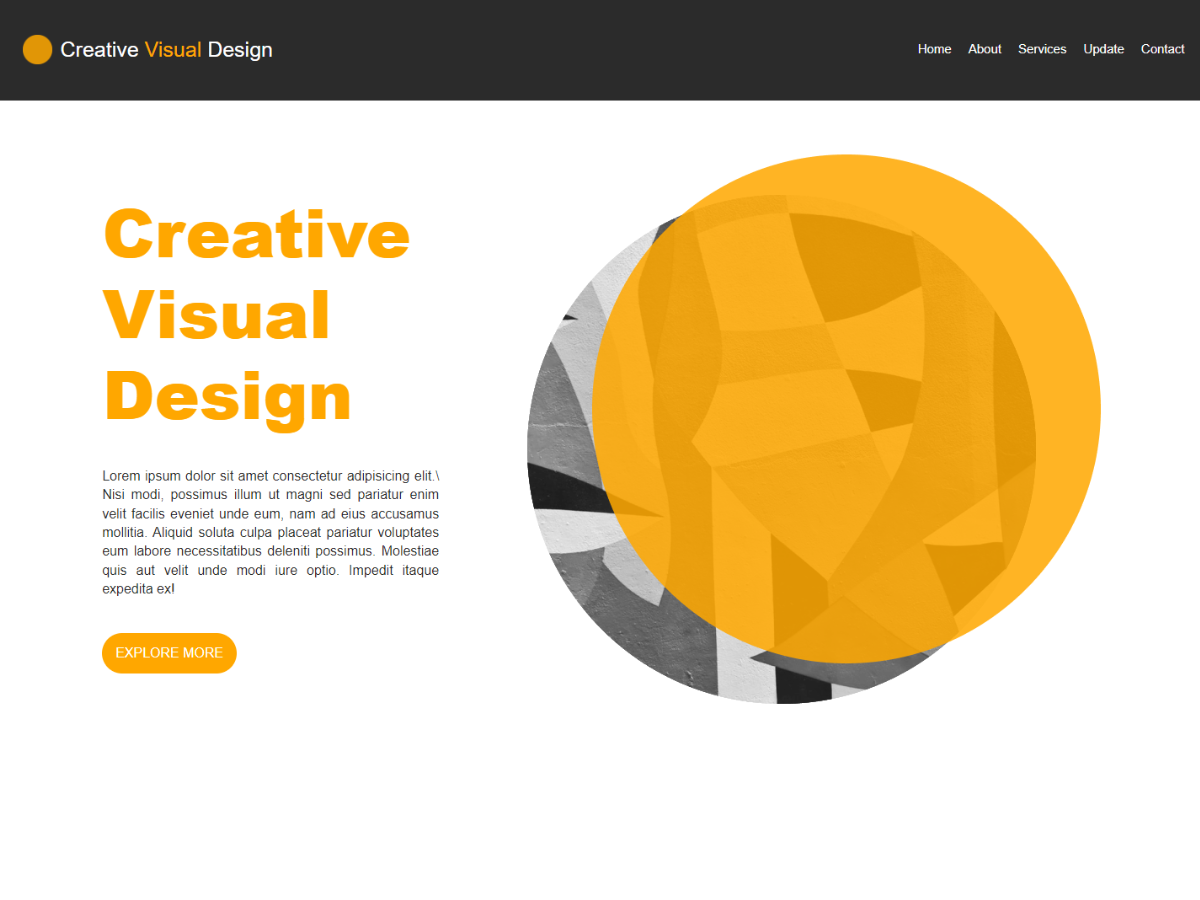 Creative Visual Design
Home About Services Update Contact
Creative
Visual
Design
Lorem ipsum dolor sit amet consectetur adipisicing elit.\
Nisi modi, possimus illum ut magni sed pariatur enim
velit facilis eveniet unde eum, nam ad eius accusamus
mollitia. Aliquid soluta culpa placeat pariatur voluptates
eum labore necessitatibus deleniti possimus. Molestiae
quis aut velit unde modi iure optio. Impedit itaque
expedita ex!
EXPLORE MORE